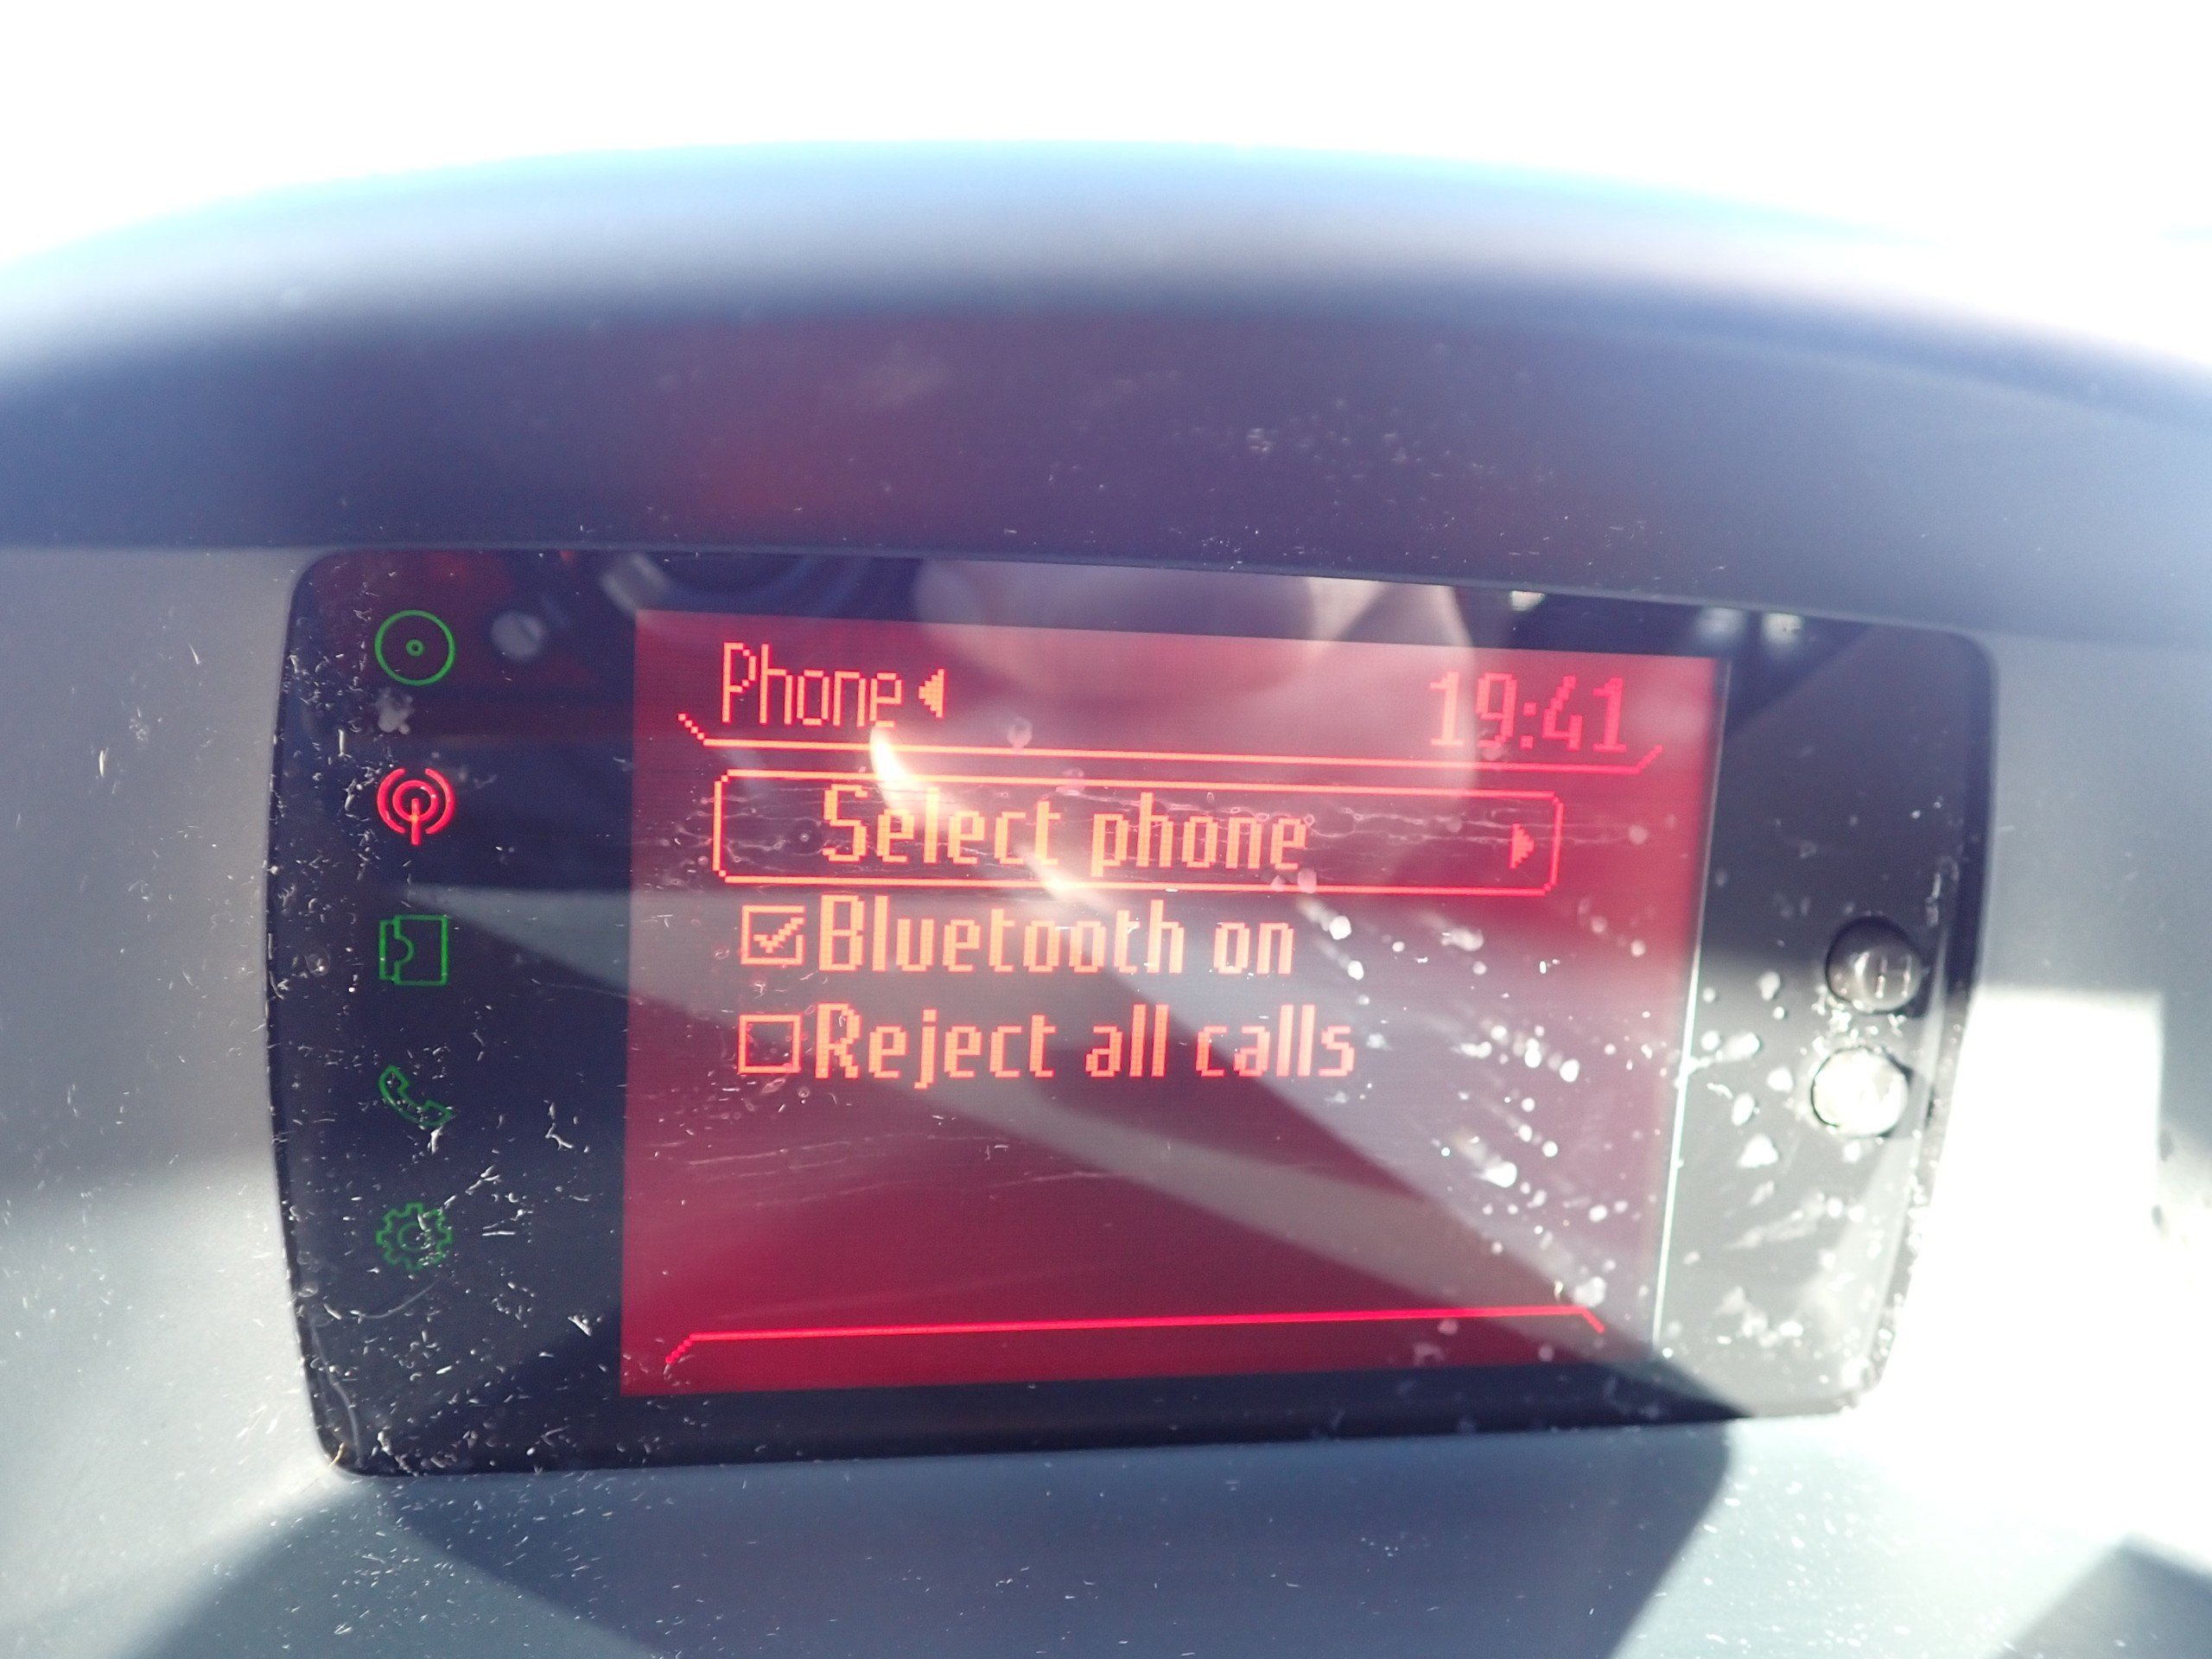 Phone
19:41
Select phone
Bluetooth on
Reject all calls
H